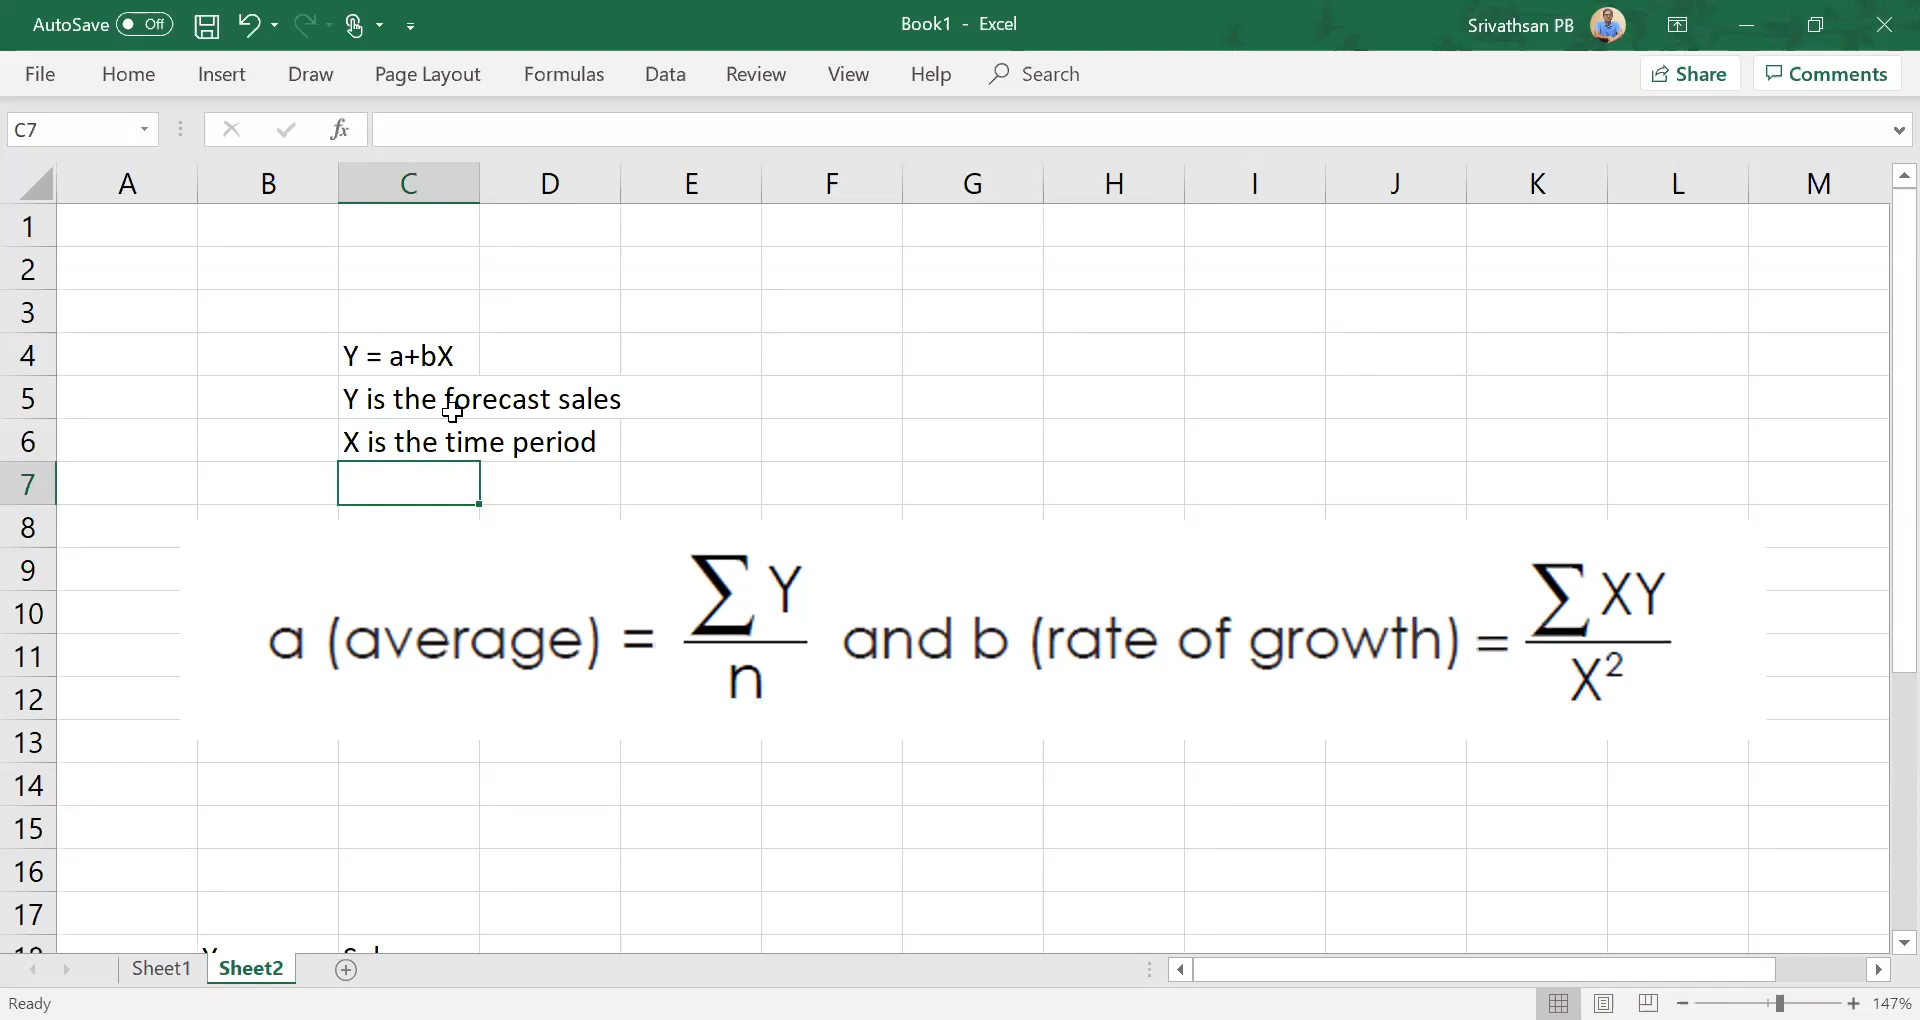 AutoSave Off
Book1 - Excel
Srivathsan PB
File Home Insert Draw Page Layout Formulas Data Review View Help Search
Share Comments
C7
fx
A B C D E F G H I J K L M
1
2
3
4 Y = a+bX
5 Y is the forecast sales
6 X is the time period
7
8
9
10
11
12
13
a (average) = ∑Y / n and b (rate of growth) = ∑XY / X²
14
15
16
17
Sheet1 Sheet2
Ready
147%